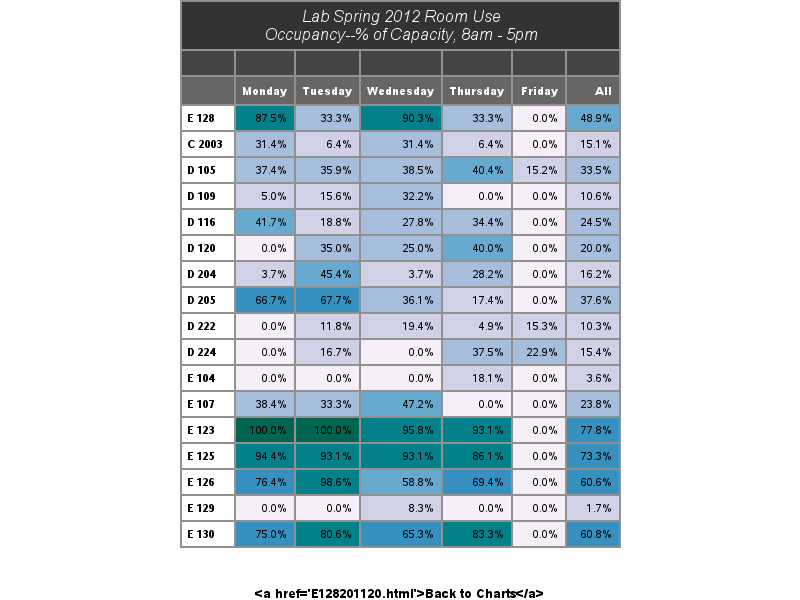 Lab Spring 2012 Room Use
Occupancy--% of Capacity, 8am - 5pm
Monday Tuesday Wednesday Thursday Friday All
E 128 87.5% 33.3% 90.3% 33.3% 0.0% 48.9%
C 2003 31.4% 6.4% 31.4% 6.4% 0.0% 15.1%
D 105 37.4% 35.9% 38.5% 40.4% 15.2% 33.5%
D 109 5.0% 15.6% 32.2% 0.0% 0.0% 10.6%
D 116 41.7% 18.8% 27.8% 34.4% 0.0% 24.5%
D 120 0.0% 35.0% 25.0% 40.0% 0.0% 20.0%
D 204 3.7% 45.4% 3.7% 28.2% 0.0% 16.2%
D 205 66.7% 67.7% 36.1% 17.4% 0.0% 37.6%
D 222 0.0% 11.8% 19.4% 4.9% 15.3% 10.3%
D 224 0.0% 16.7% 0.0% 37.5% 22.9% 15.4%
E 104 0.0% 0.0% 0.0% 18.1% 0.0% 3.6%
E 107 38.4% 33.3% 47.2% 0.0% 0.0% 23.8%
E 123 100.0% 100.0% 95.8% 93.1% 0.0% 77.8%
E 125 94.4% 93.1% 93.1% 86.1% 0.0% 73.3%
E 126 76.4% 98.6% 58.8% 69.4% 0.0% 60.6%
E 129 0.0% 0.0% 8.3% 0.0% 0.0% 1.7%
E 130 75.0% 80.6% 65.3% 83.3% 0.0% 60.8%
&lt;a href='E128201120.html'&gt;Back to Charts&lt;/a&gt;